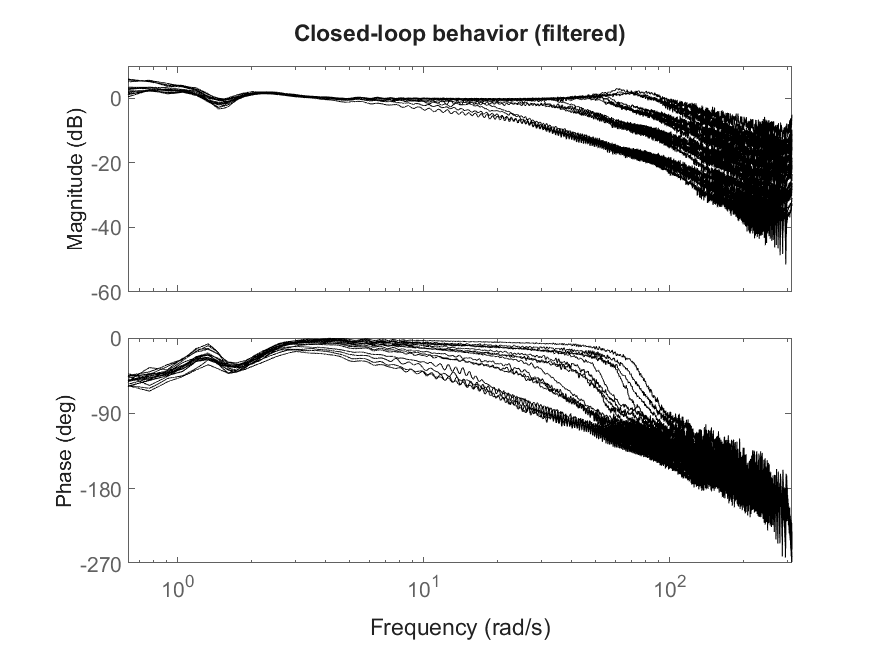 Closed-loop behavior (filtered)
Magnitude (dB)
0
-20
-40
-60
Phase (deg)
0
-90
-180
-270
10^0 10^1 10^2
Frequency (rad/s)